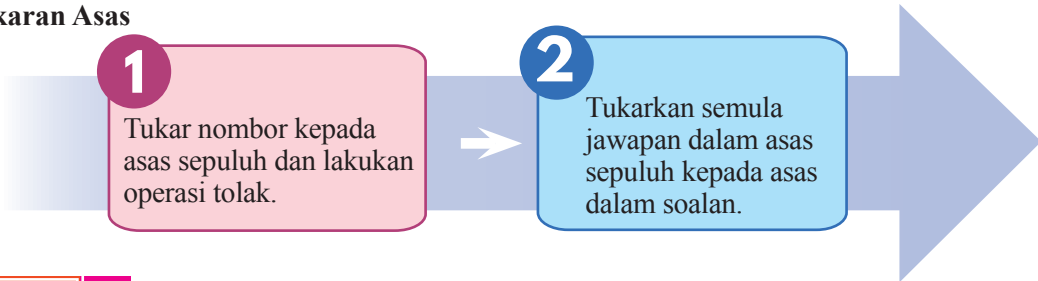 Asas
1
Tukar nombor kepada
asas sepuluh dan lakukan
operasi tolak.
2
Tukarkan semula
jawapan dalam asas
sepuluh kepada asas
dalam soalan.